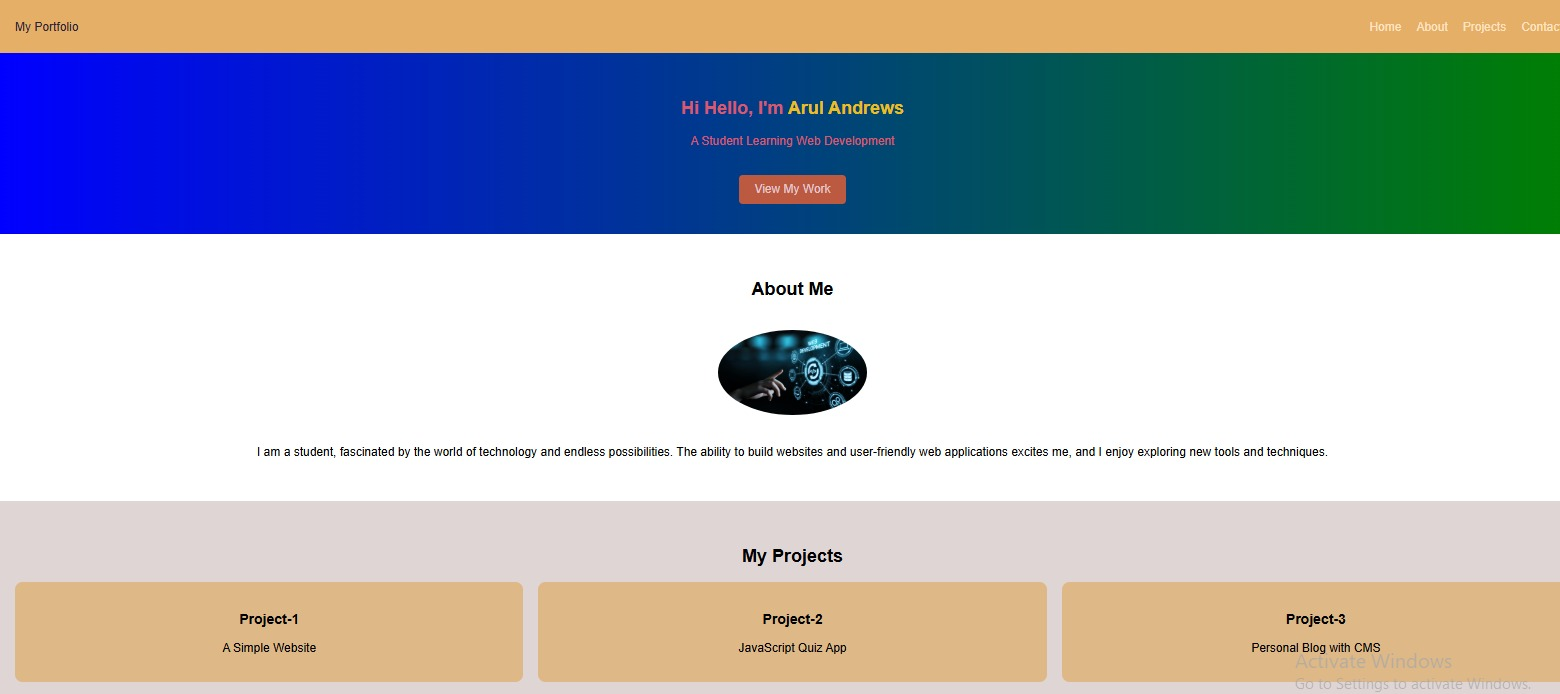 My Portfolio
Home About Projects Contac
Hi Hello, I'm Arul Andrews
A Student Learning Web Development
View My Work
About Me
WEB
DEVELOPMENT
I am a student, fascinated by the world of technology and endless possibilities. The ability to build websites and user-friendly web applications excites me, and I enjoy exploring new tools and techniques.
My Projects
Project-1
A Simple Website
Project-2
JavaScript Quiz App
Project-3
Personal Blog with CMS
Activate Windows
Go to Settings to activate Windows.